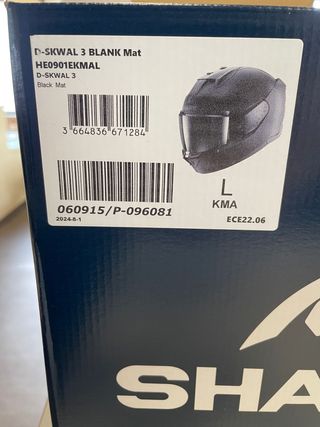 D-SKWAL 3 BLANK Mat
HE0901EKMAL
D-SKWAL 3
Black Mat
3 664836 671284
L
KMA
060915/P-096081
2024-8-1
ECE22.06
SHA